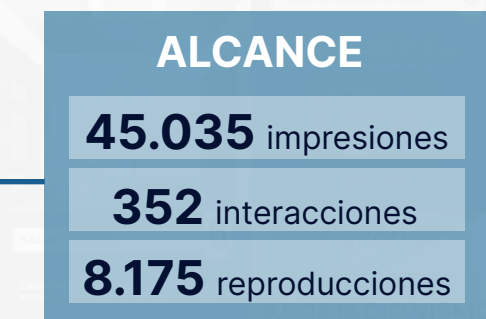 ALCANCE
45.035 impresiones
352 interacciones
8.175 reproducciones